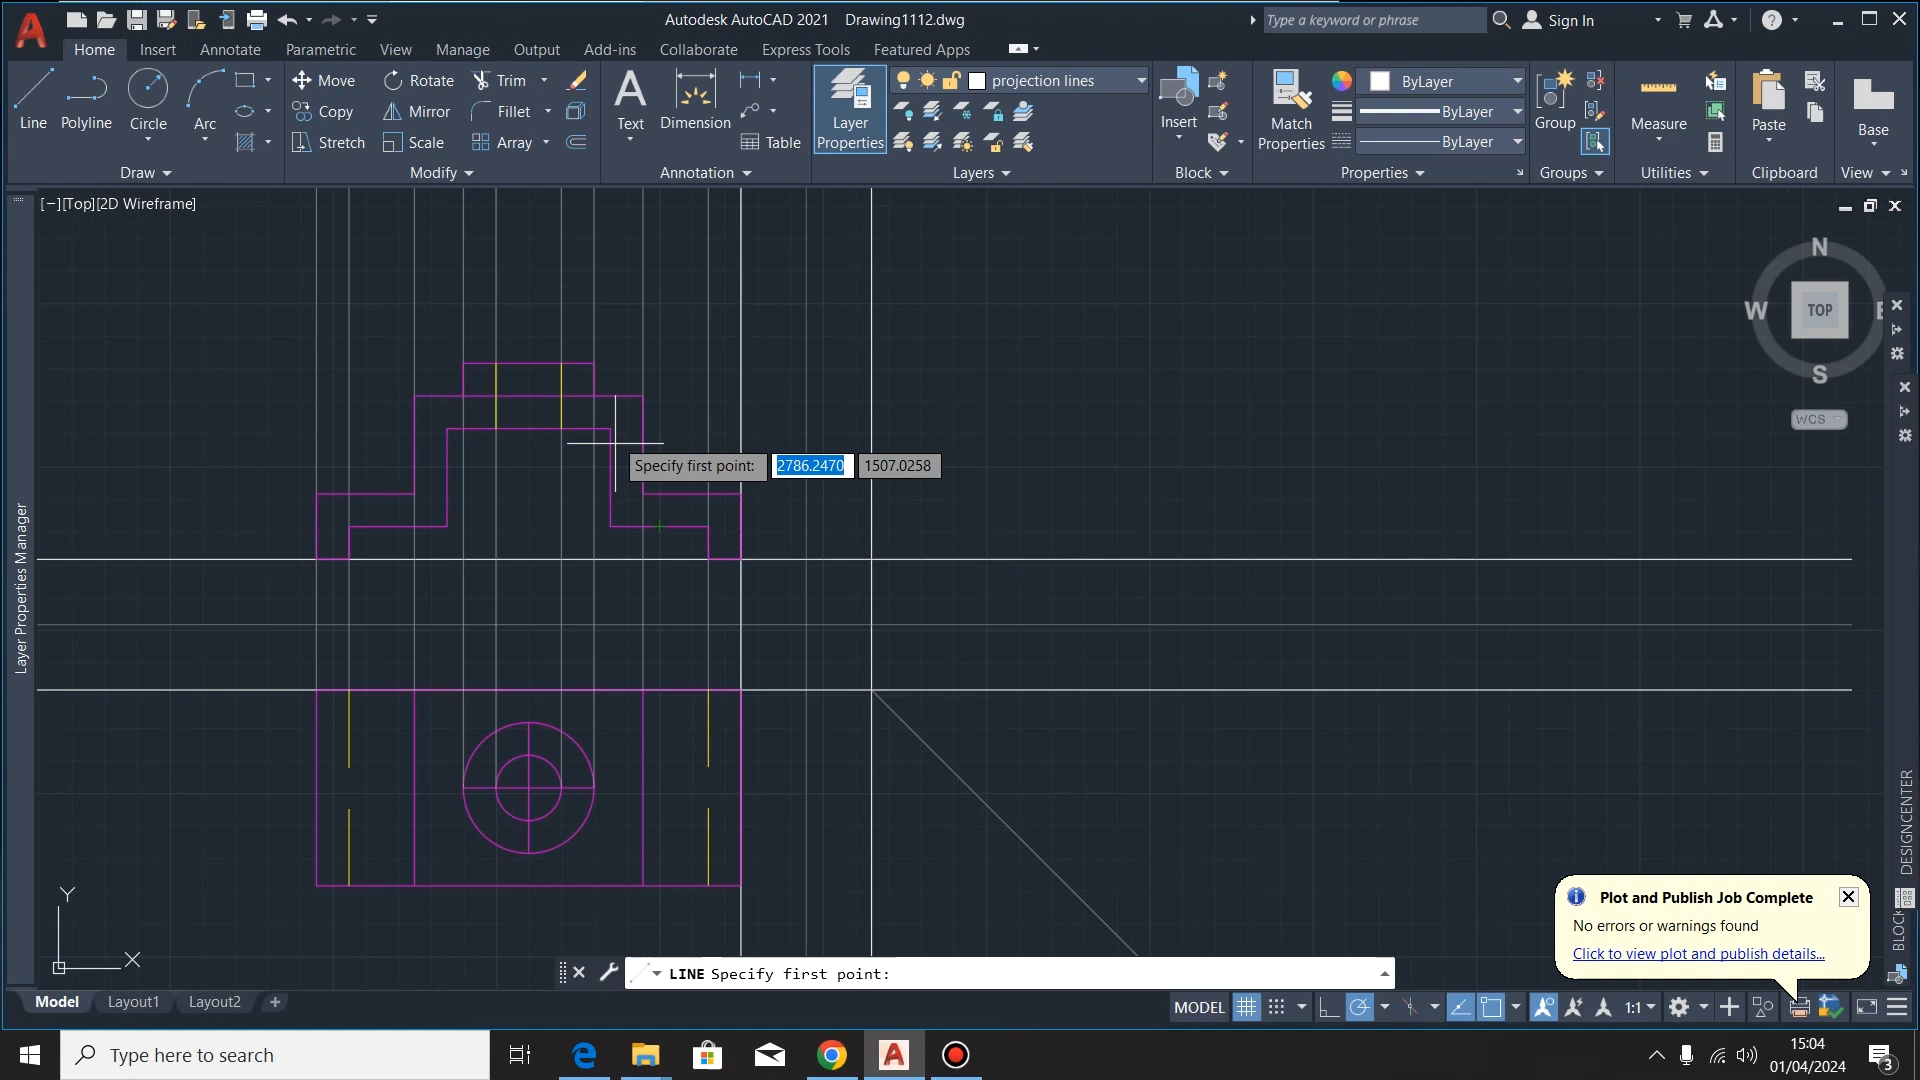 Autodesk AutoCAD 2021 Drawing1112.dwg
Type a keyword or phrase
Sign In
Home Insert Annotate Parametric View Manage Output Add-ins Collaborate Express Tools Featured Apps
Line Polyline Circle Arc
Draw
Move Rotate Trim
Copy Mirror Fillet
Stretch Scale Array
Modify
Text Dimension Table
Annotation
Layer Properties
projection lines
Layers
Insert
Block
Match Properties
ByLayer
ByLayer
ByLayer
Properties
Group
Groups
Measure
Utilities
Paste
Clipboard
Base
View
[−][Top][2D Wireframe]
N
W TOP E
S
WCS
Specify first point: 2786.2470 1507.0258
Layer Properties Manager
DESIGNCENTER
Y
X
Plot and Publish Job Complete
No errors or warnings found
Click to view plot and publish details...
LINE Specify first point:
Model Layout1 Layout2
MODEL 1:1
Type here to search
15:04
01/04/2024
3